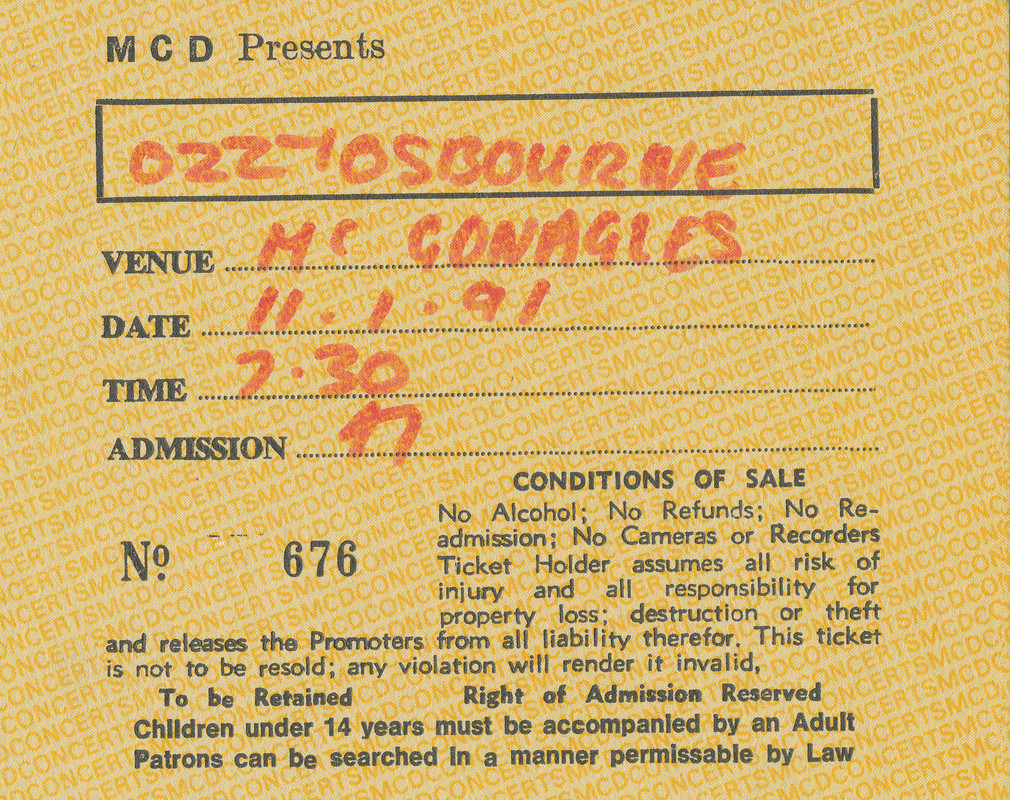 MCD Presents
OZZY OSBOURNE
VENUE Mc GONAGLES
DATE 11.1.91
TIME 7.30
ADMISSION
CONDITIONS OF SALE
No Alcohol; No Refunds; No Re-
admission; No Cameras or Recorders
Nº 676 Ticket Holder assumes all risk of
injury and all responsibility for
property loss; destruction or theft
and releases the Promoters from all liability therefor. This ticket
is not to be resold; any violation will render it invalid,
To be Retained Right of Admission Reserved
Children under 14 years must be accompanied by an Adult
Patrons can be searched in a manner permissable by Law